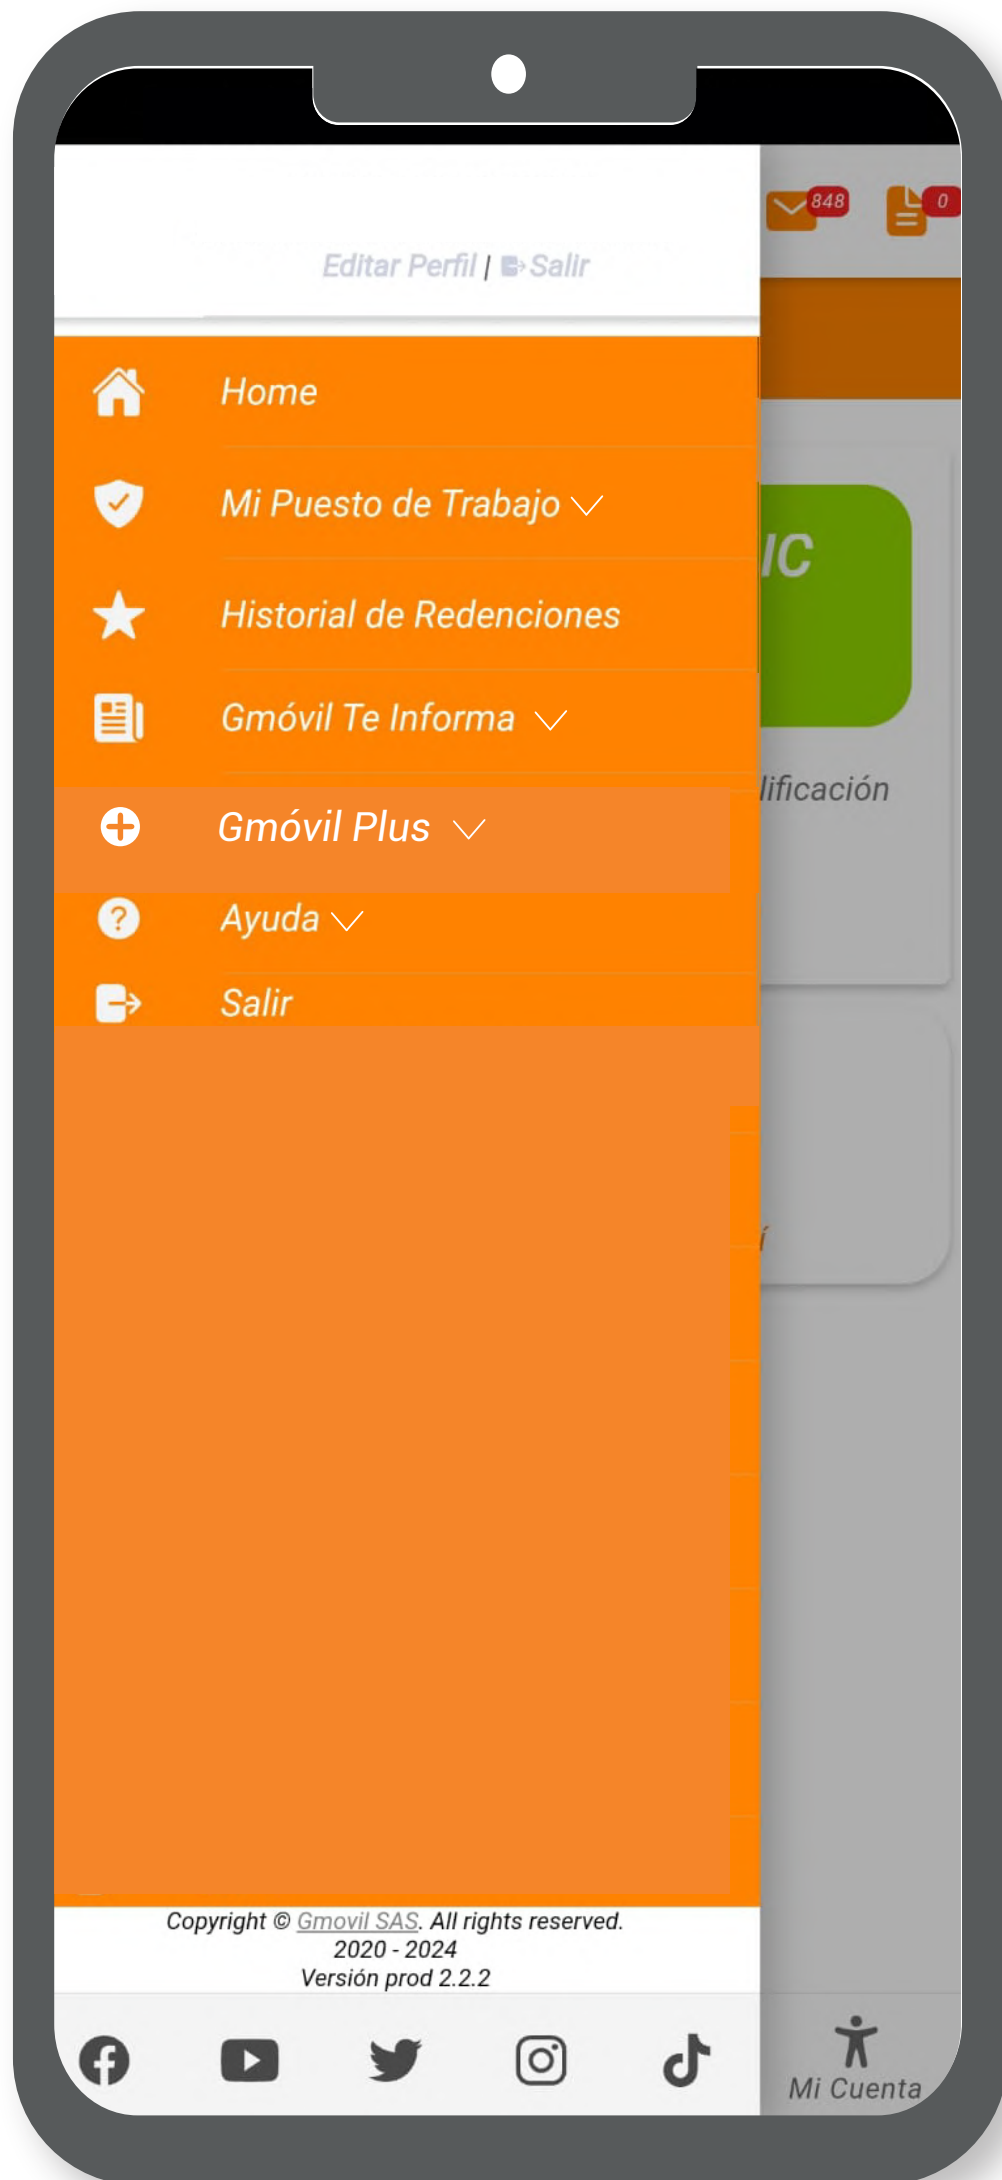 848
0
Editar Perfil | Salir
Home
Mi Puesto de Trabajo
IC
Historial de Redenciones
Gmóvil Te Informa
lificación
Gmóvil Plus
Ayuda
Salir
í
Copyright © Gmovil SAS. All rights reserved.
2020 - 2024
Versión prod 2.2.2
Mi Cuenta